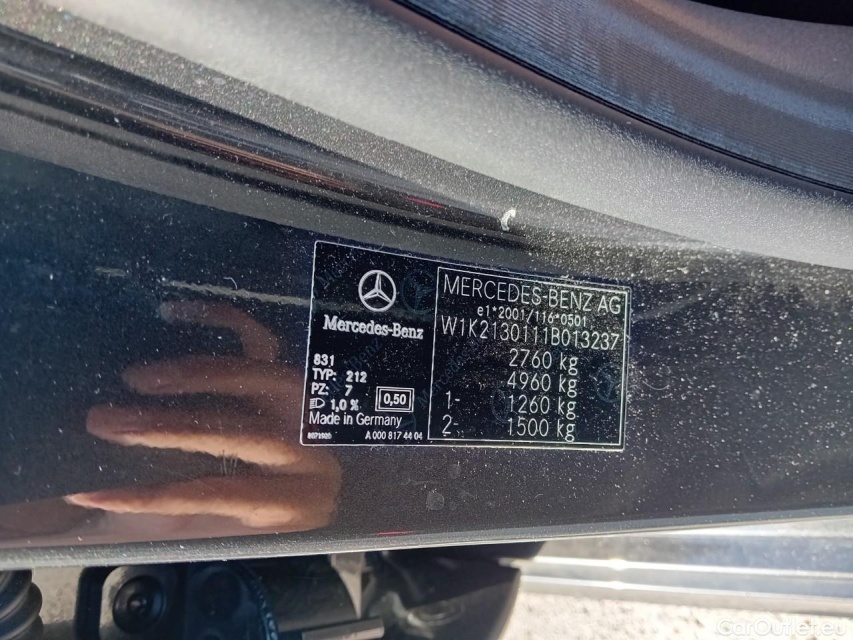 Mercedes-Benz
831
TYP: 212
PZ: 7
1,0 %
0,50
Made in Germany
A 000 817 44 04
MERCEDES-BENZ AG
e1*2001/116*0501
W1K2130111B013237
2760 kg
4960 kg
1- 1260 kg
2- 1500 kg
CarOutlet.eu